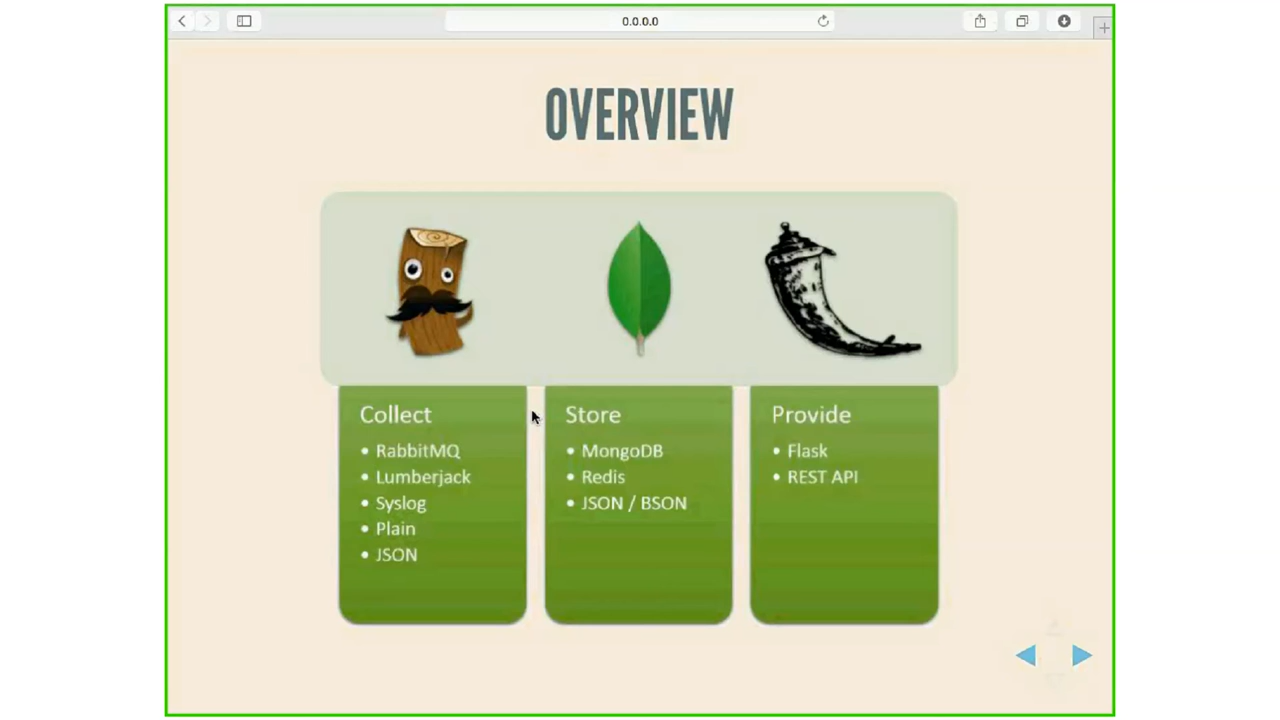 0.0.0.0
OVERVIEW
Collect
• RabbitMQ
• Lumberjack
• Syslog
• Plain
• JSON
Store
• MongoDB
• Redis
• JSON / BSON
Provide
• Flask
• REST API